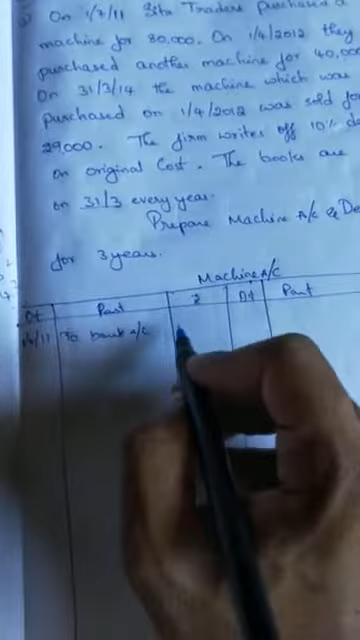 On 1/7/11 Sita Traders purchased a
machine for 80,000. On 1/4/2012 they
purchased another machine for 40,000
On 31/3/14 the machine which was
purchased on 1/4/2012 was sold for
29,000. The firm writes off 10% de
on original Cost. The books are
on 31/3 every year.
Prepare Machine A/c & De
for 3 years.
Machine A/c
Dt Part ₹ Dt Part
To bank a/c